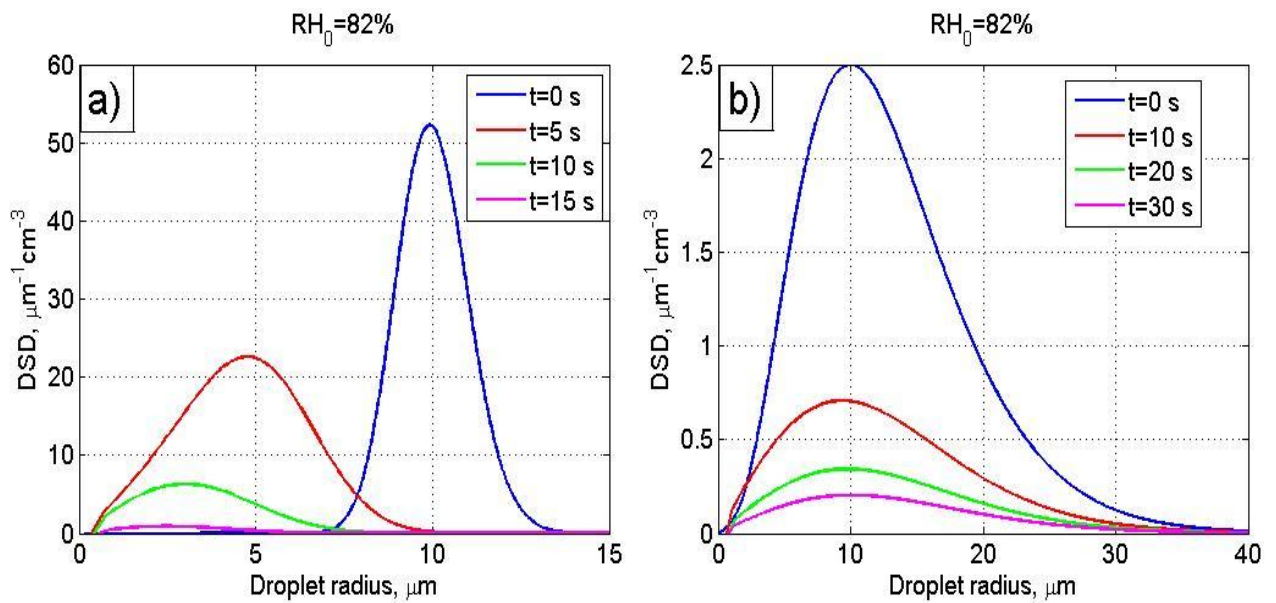 RH0=82%
a)
t=0 s
t=5 s
t=10 s
t=15 s
60
50
40
30
20
10
0
DSD, μm-1cm-3
0 5 10 15
Droplet radius, μm
RH0=82%
b)
t=0 s
t=10 s
t=20 s
t=30 s
2.5
2
1.5
1
0.5
0
DSD, μm-1cm-3
0 10 20 30 40
Droplet radius, μm